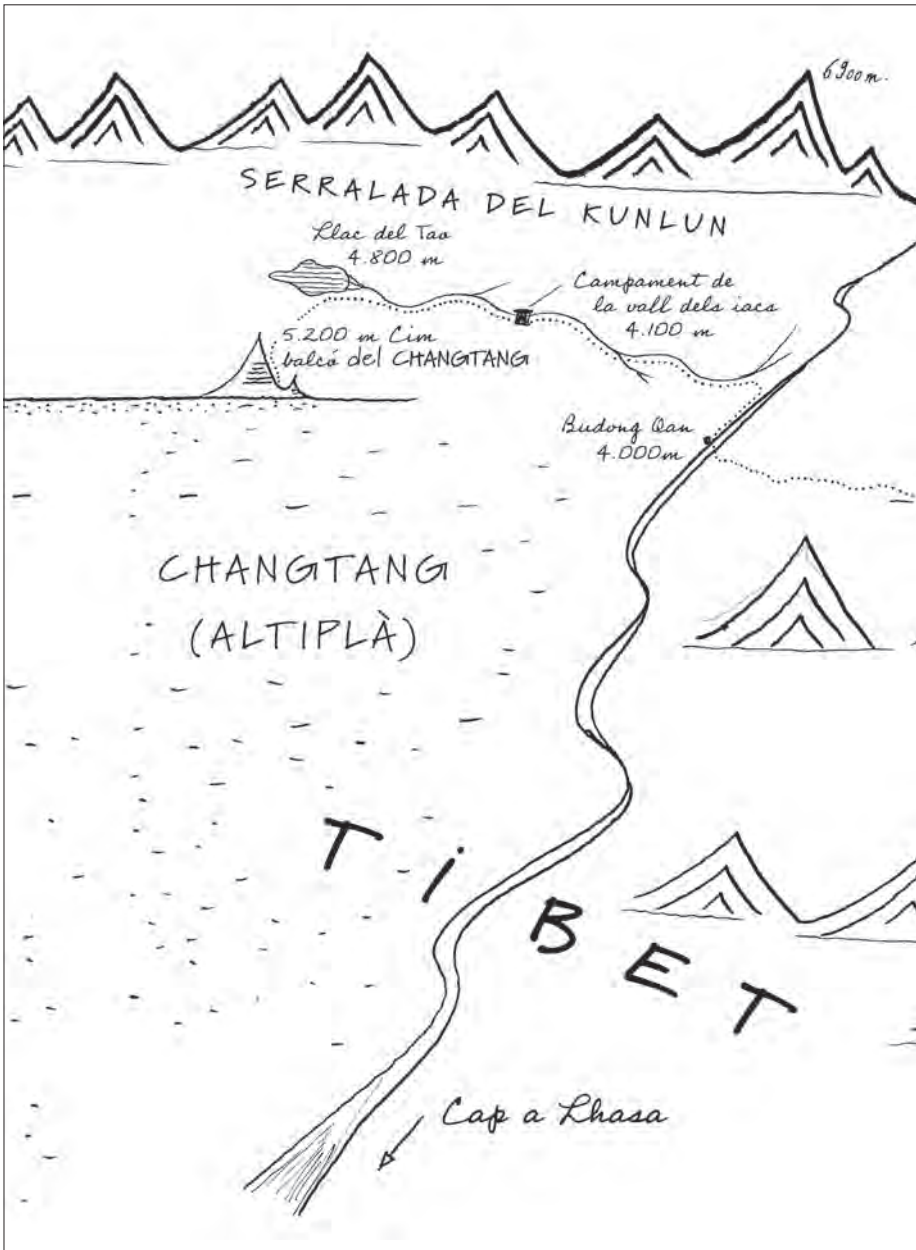 6900 m.
SERRALADA DEL KUNLUN
Llac del Tao
4.800 m
Campament de
la vall dels iacs
4.100 m
5.200 m Cim
balcó del CHANGTANG
Budong Qan
4.000m
CHANGTANG
(ALTIPLÀ)
TiBET
Cap a Lhasa